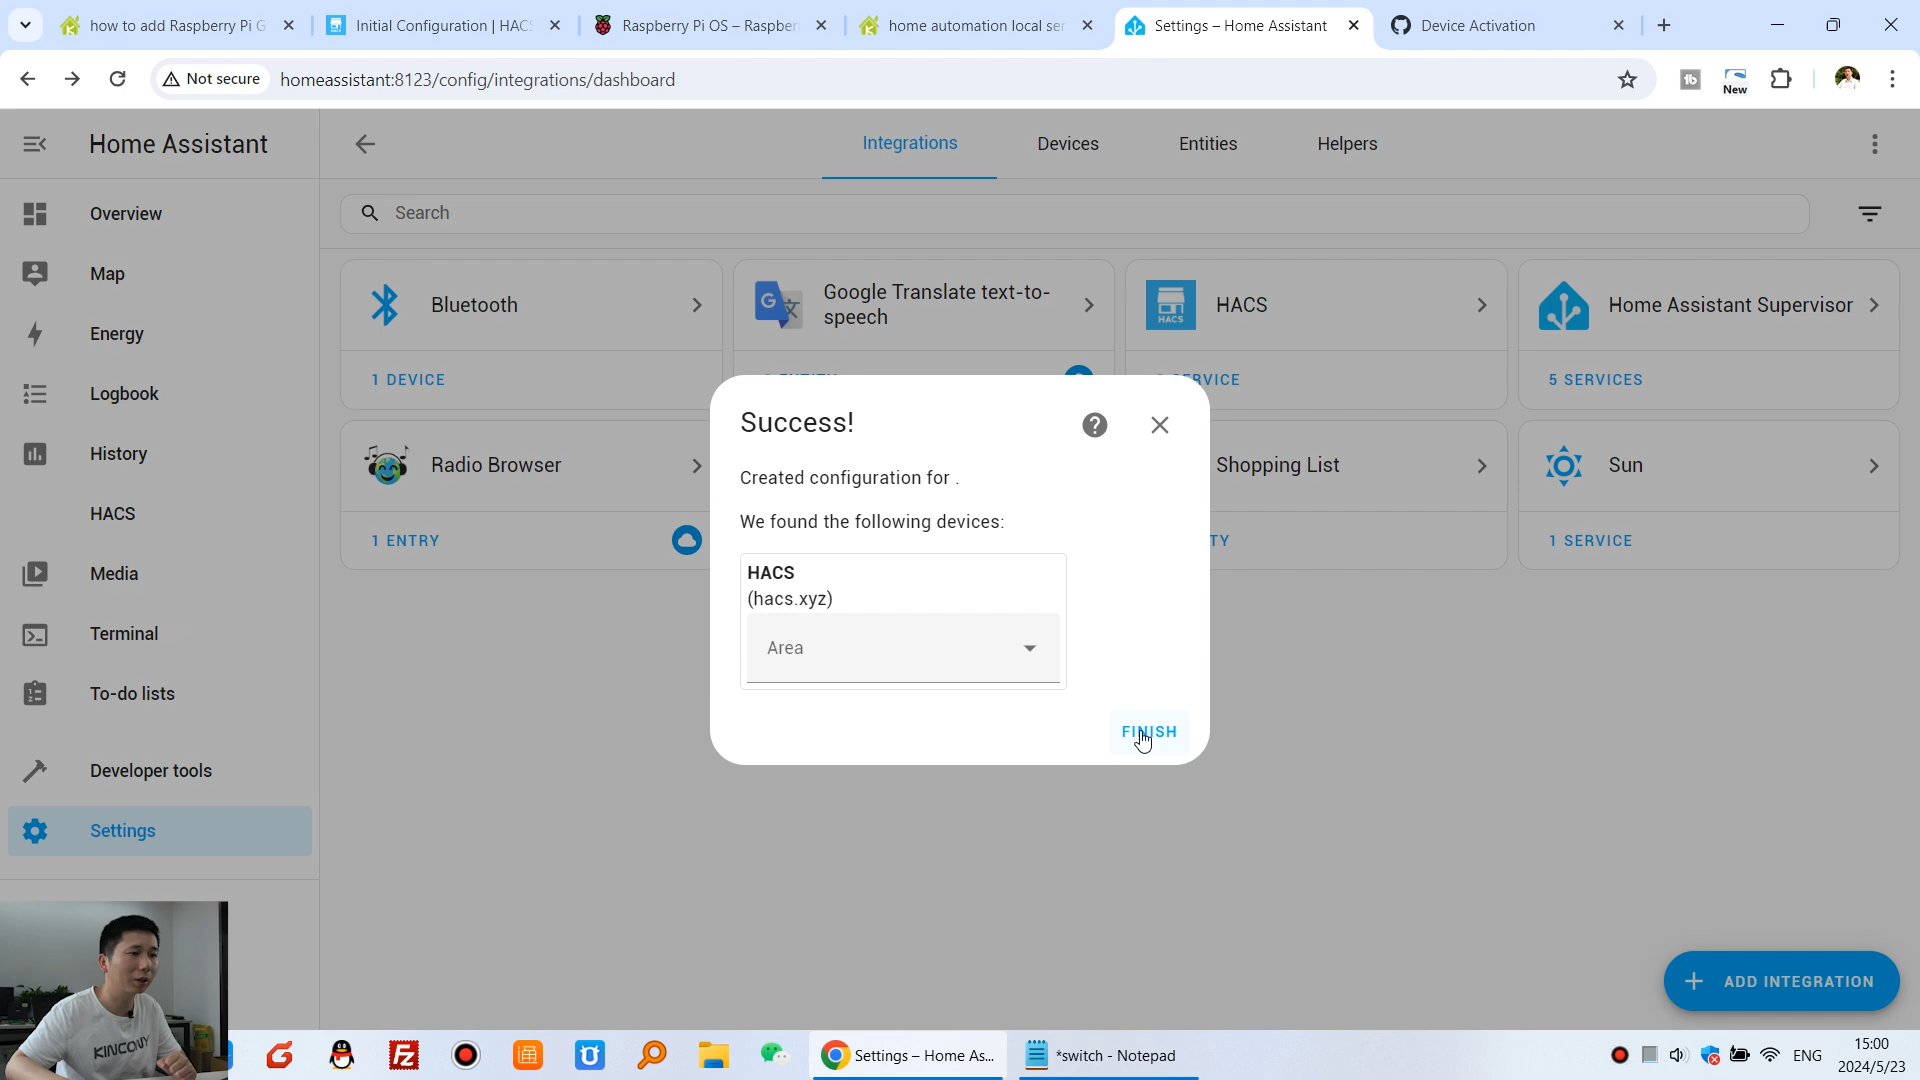 how to add Raspberry Pi G
Initial Configuration | HACS
Raspberry Pi OS – Raspber
home automation local ser
Settings – Home Assistant
Device Activation
Not secure
homeassistant:8123/config/integrations/dashboard
New
Home Assistant
Integrations
Devices
Entities
Helpers
Overview
Map
Energy
Logbook
History
HACS
Media
Terminal
To-do lists
Developer tools
Settings
Search
Bluetooth
1 DEVICE
Google Translate text-to-
speech
HACS
HACS
SERVICE
Home Assistant Supervisor
5 SERVICES
Radio Browser
1 ENTRY
Shopping List
TY
Sun
1 SERVICE
Success!
Created configuration for .
We found the following devices:
HACS
(hacs.xyz)
Area
FINISH
ADD INTEGRATION
KINCONY
Settings – Home As...
*switch - Notepad
ENG
15:00
2024/5/23